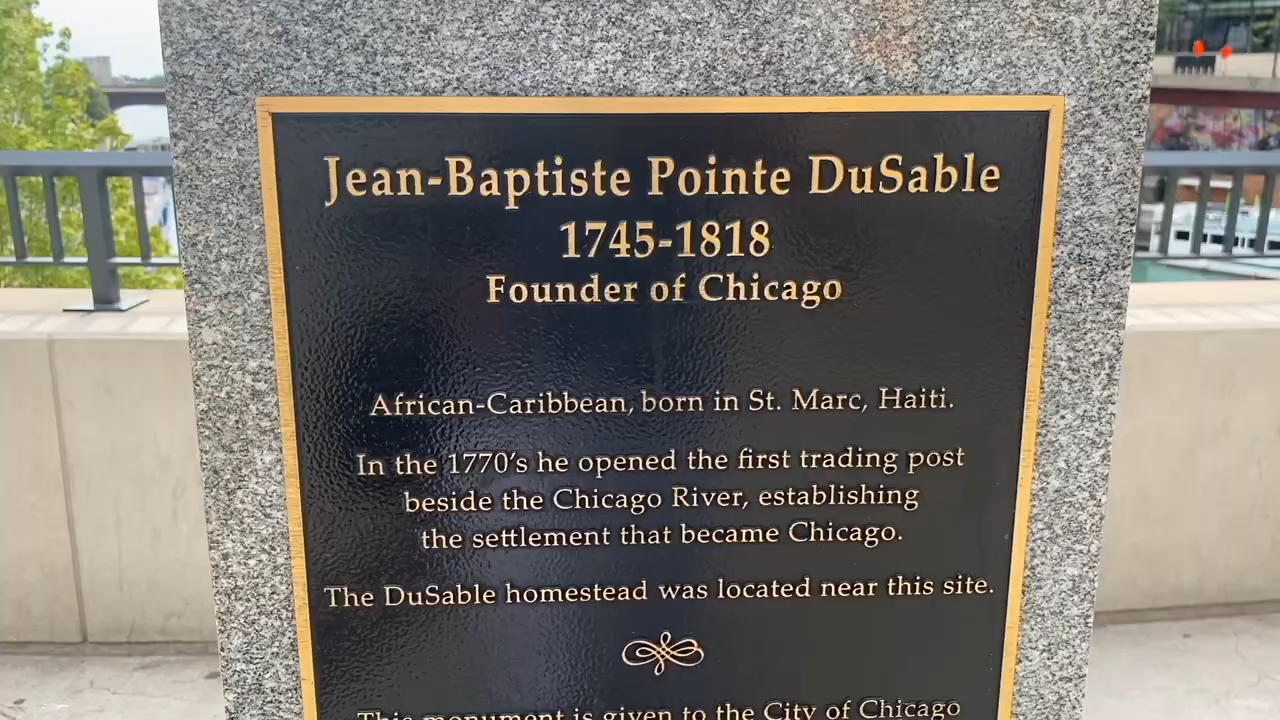 Jean-Baptiste Pointe DuSable
1745-1818
Founder of Chicago
African-Caribbean, born in St. Marc, Haiti.
In the 1770's he opened the first trading post
beside the Chicago River, establishing
the settlement that became Chicago.
The DuSable homestead was located near this site.
This monument is given to the City of Chicago